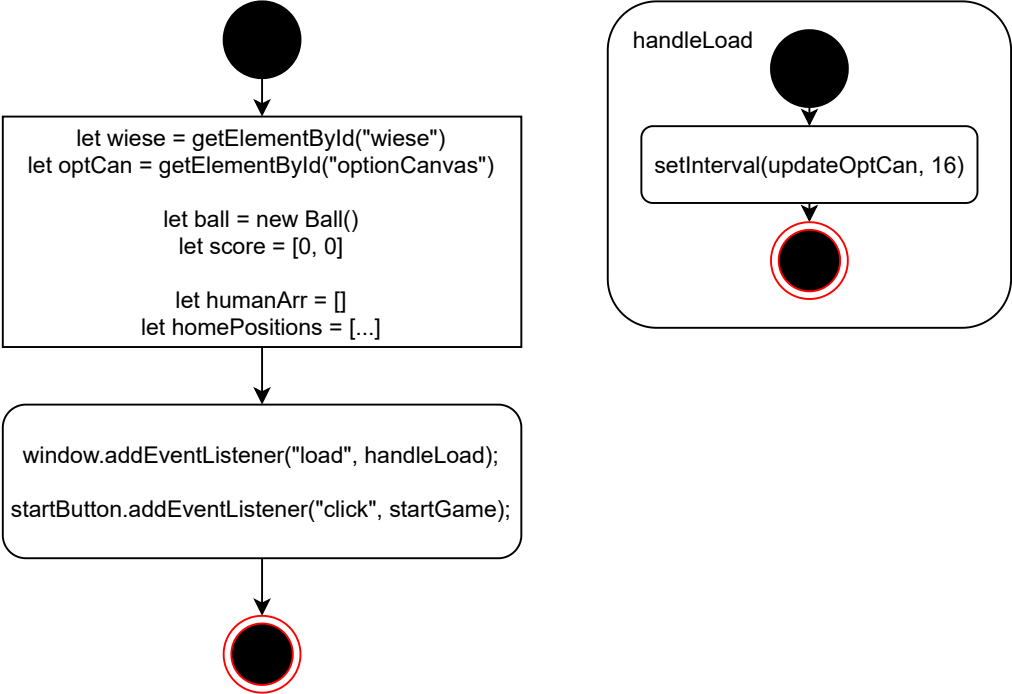 let wiese = getElementById("wiese")
let optCan = getElementById("optionCanvas")
let ball = new Ball()
let score = [0, 0]
let humanArr = []
let homePositions = [...]
window.addEventListener("load", handleLoad);
startButton.addEventListener("click", startGame);
handleLoad
setInterval(updateOptCan, 16)